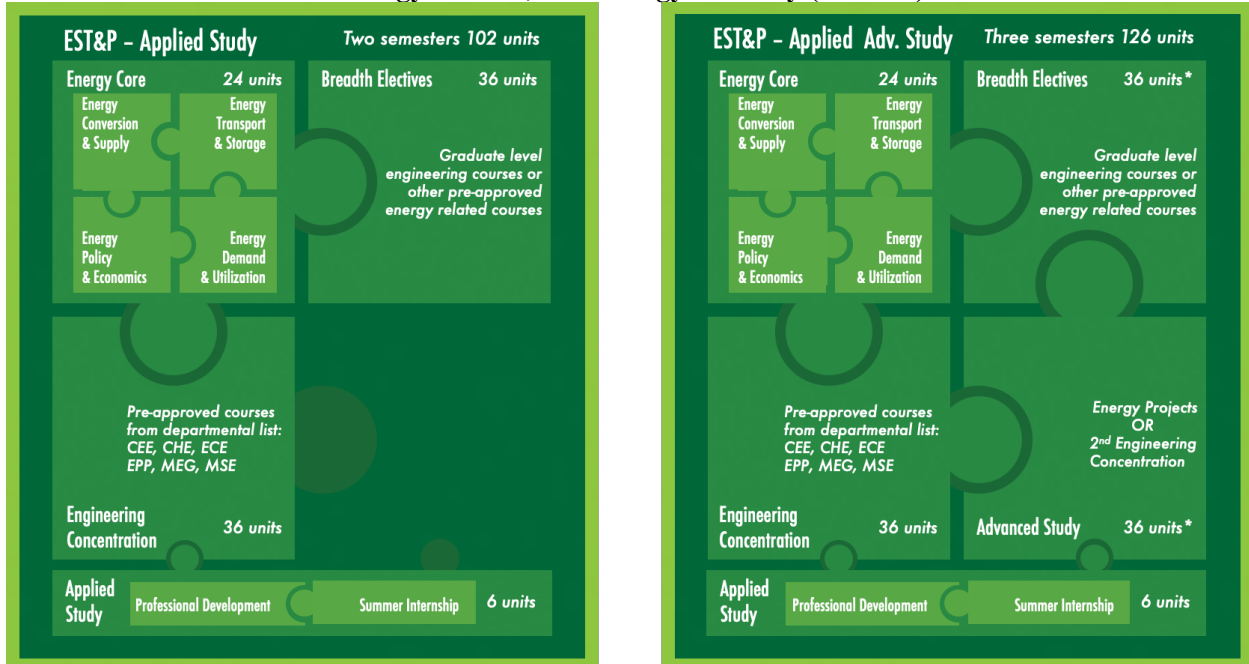 EST&P – Applied Study
Two semesters 102 units
Energy Core
24 units
Energy
Conversion
& Supply
Energy
Transport
& Storage
Energy
Policy
& Economics
Energy
Demand
& Utilization
Breadth Electives
36 units
Graduate level
engineering courses or
other pre-approved
energy related courses
Pre-approved courses
from departmental list:
CEE, CHE, ECE
EPP, MEG, MSE
Engineering
Concentration
36 units
Applied
Study
Professional Development
Summer Internship
6 units
EST&P – Applied Adv. Study
Three semesters 126 units
Energy Core
24 units
Energy
Conversion
& Supply
Energy
Transport
& Storage
Energy
Policy
& Economics
Energy
Demand
& Utilization
Breadth Electives
36 units*
Graduate level
engineering courses or
other pre-approved
energy related courses
Pre-approved courses
from departmental list:
CEE, CHE, ECE
EPP, MEG, MSE
Engineering
Concentration
36 units
Energy Projects
OR
2nd Engineering
Concentration
Advanced Study
36 units*
Applied
Study
Professional Development
Summer Internship
6 units